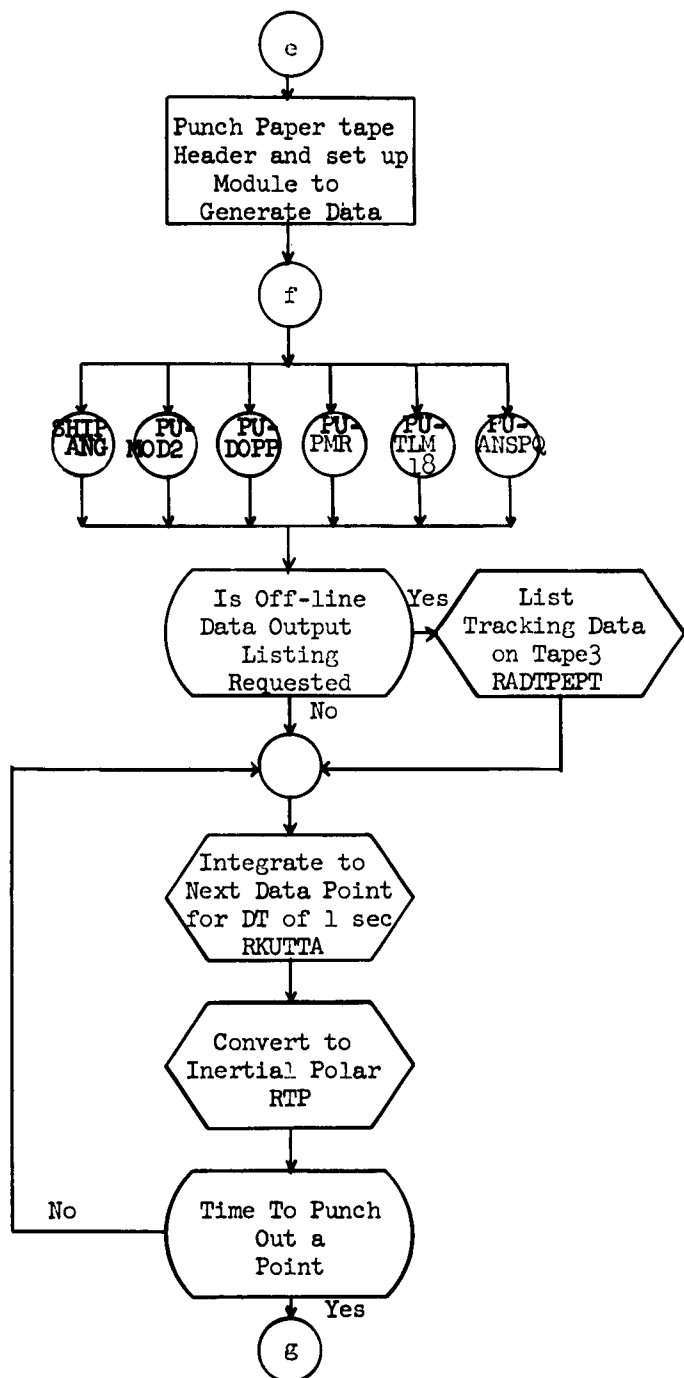 e
Punch Paper tape
Header and set up
Module to
Generate Data
f
SHIP
ANG
PU-
MOD2
PU-
DOPP
PU-
PMR
PU-
TLM
18
PU-
ANSPQ
Is Off-line
Data Output
Listing
Requested
Yes
List
Tracking Data
on Tape3
RADTPEPT
No
Integrate to
Next Data Point
for DT of 1 sec
RKUTTA
Convert to
Inertial Polar
RTP
No
Time To Punch
Out a
Point
Yes
g